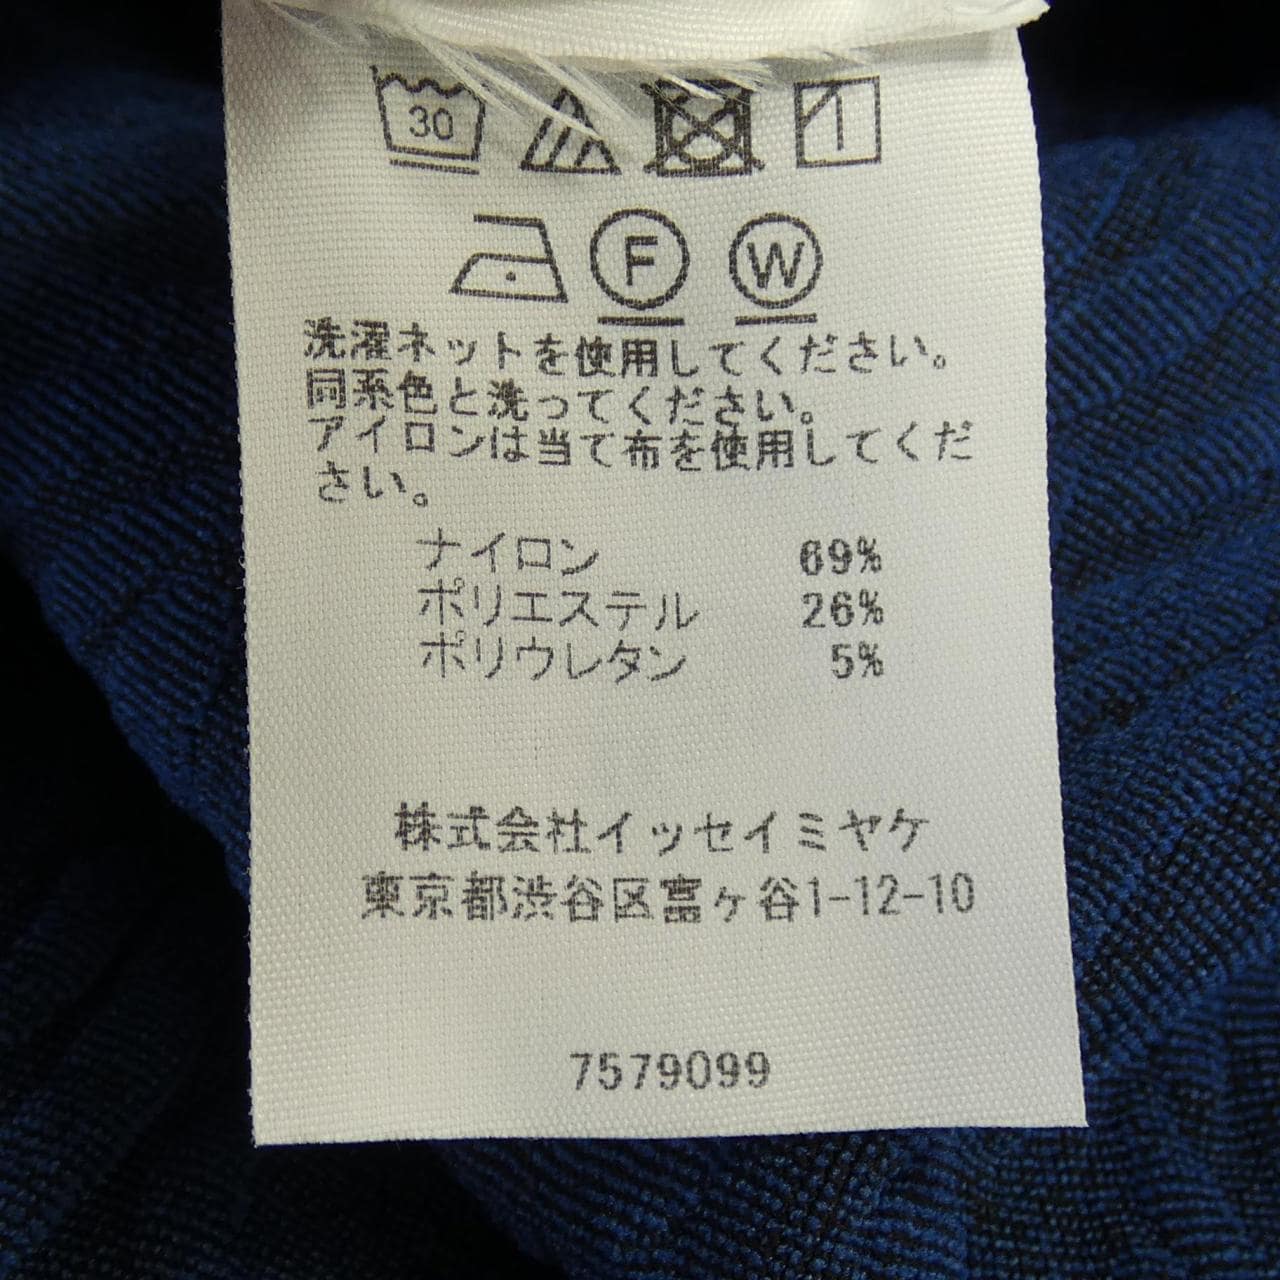 30
F W
洗濯ネットを使用してください。
同系色と洗ってください。
アイロンは当て布を使用してくだ
さい。
ナイロン 69%
ポリエステル 26%
ポリウレタン 5%
株式会社イッセイミヤケ
東京都渋谷区富ヶ谷1-12-10
7579099